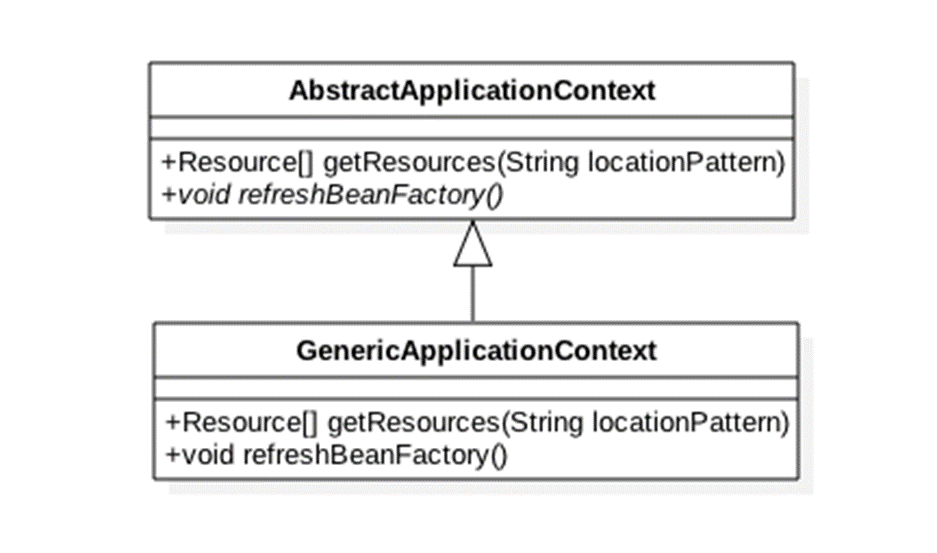 AbstractApplicationContext
+Resource[] getResources(String locationPattern)
+void refreshBeanFactory()
GenericApplicationContext
+Resource[] getResources(String locationPattern)
+void refreshBeanFactory()